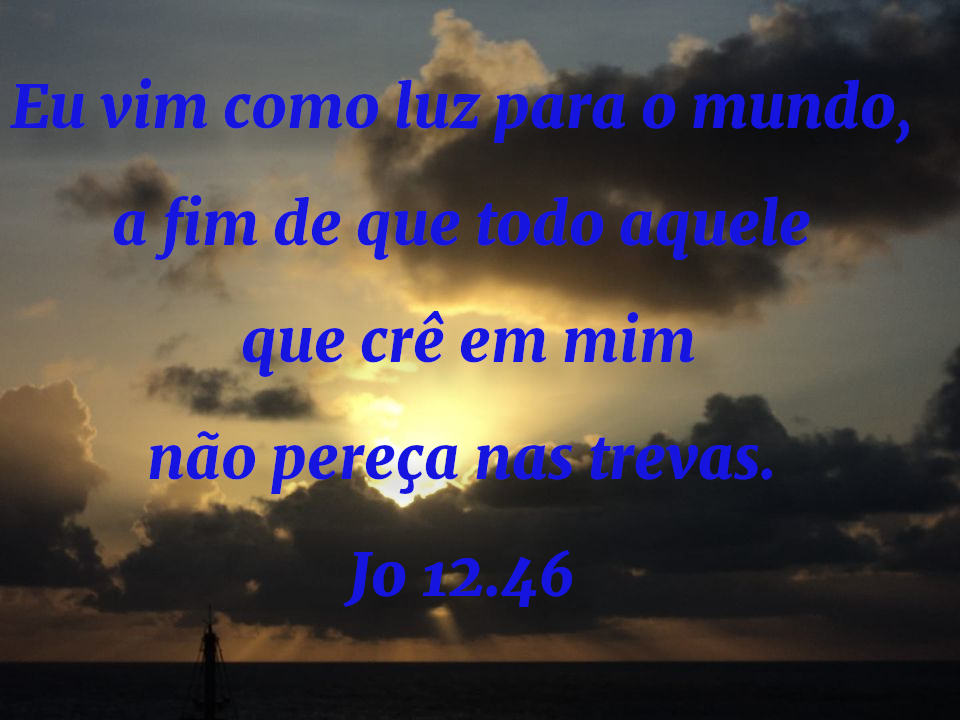 Eu vim como luz para o mundo,
a fim de que todo aquele
que crê em mim
não pereça nas trevas.
Jo 12.46